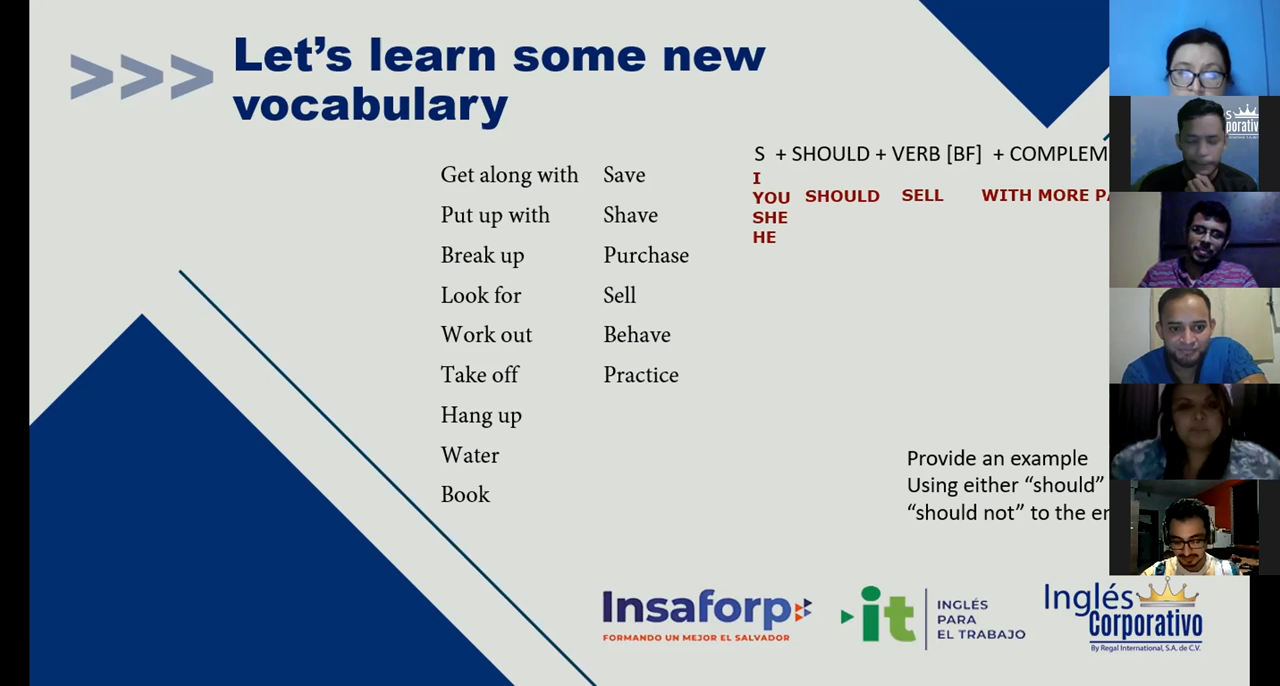 >>> Let's learn some new
vocabulary
Get along with
Put up with
Break up
Look for
Work out
Take off
Hang up
Water
Book
Save
Shave
Purchase
Sell
Behave
Practice
S + SHOULD + VERB [BF] + COMPLEM
I
YOU SHOULD SELL WITH MORE
SHE
HE
Provide an example
Using either “should”
“should not” to the
Insaforp
FORMANDO UN MEJOR EL SALVADOR
it
INGLÉS
PARA
EL TRABAJO
Inglés
Corporativo
By Regal International, S.A. de C.V.
S
porativo